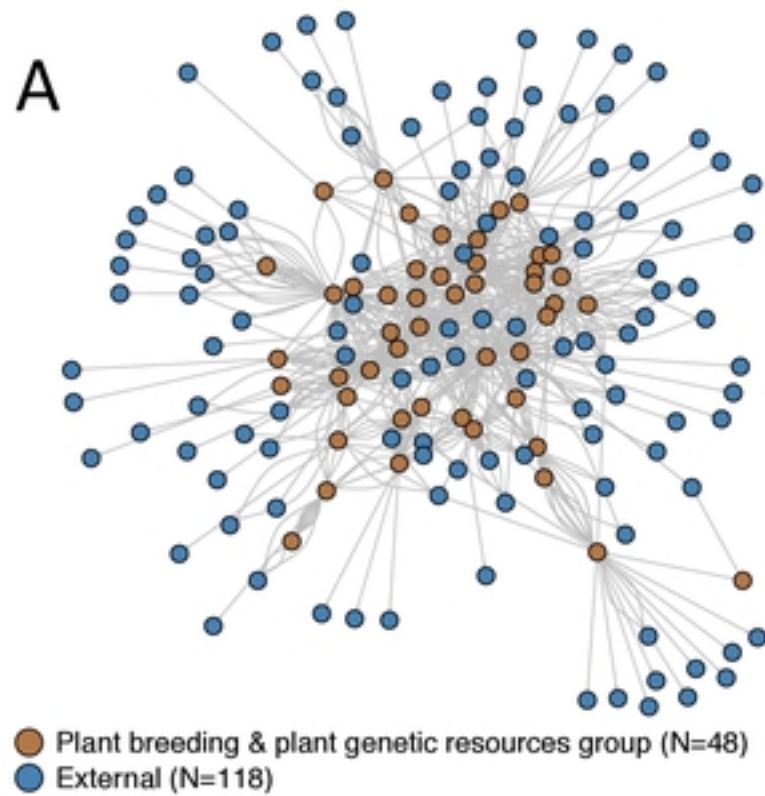 A
Plant breeding & plant genetic resources group (N=48)
External (N=118)